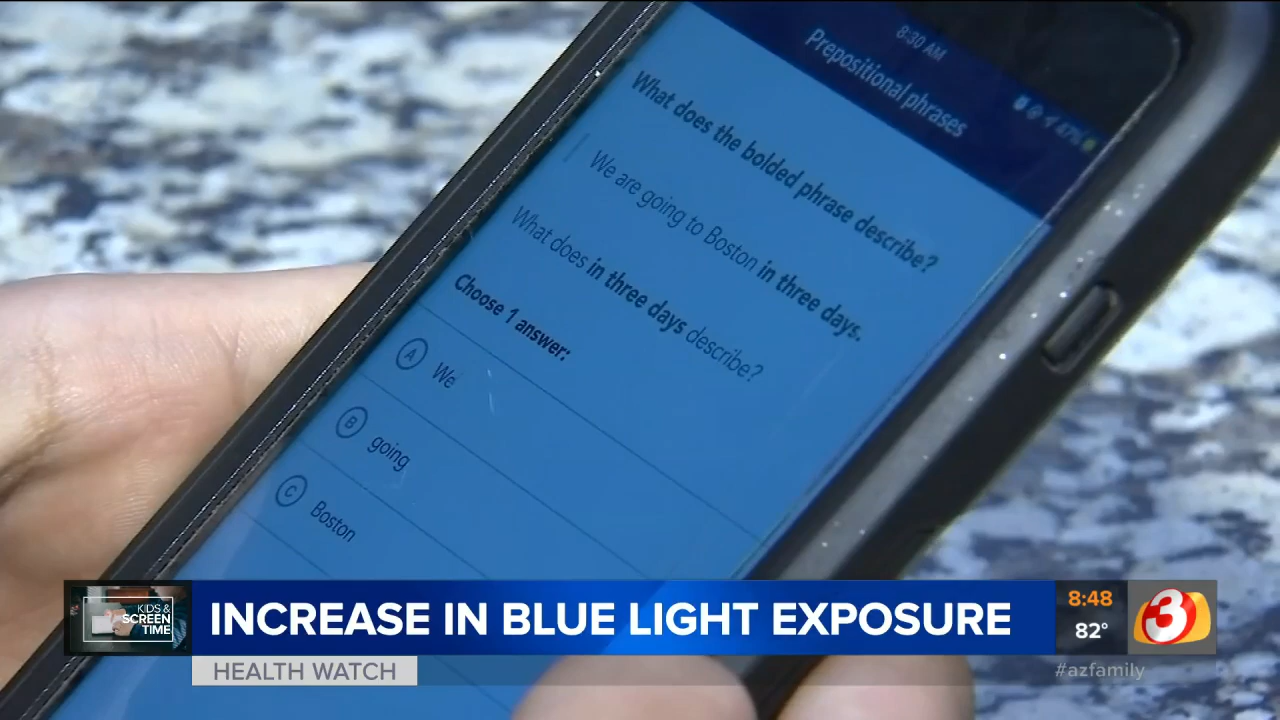 8:30 AM
47%
Prepositional phrases
What does the bolded phrase describe?
We are going to Boston in three days.
What does in three days describe?
Choose 1 answer:
A We
B going
C Boston
KIDS &
SCREEN
TIME
INCREASE IN BLUE LIGHT EXPOSURE
HEALTH WATCH
8:48
82°
3
#azfamily